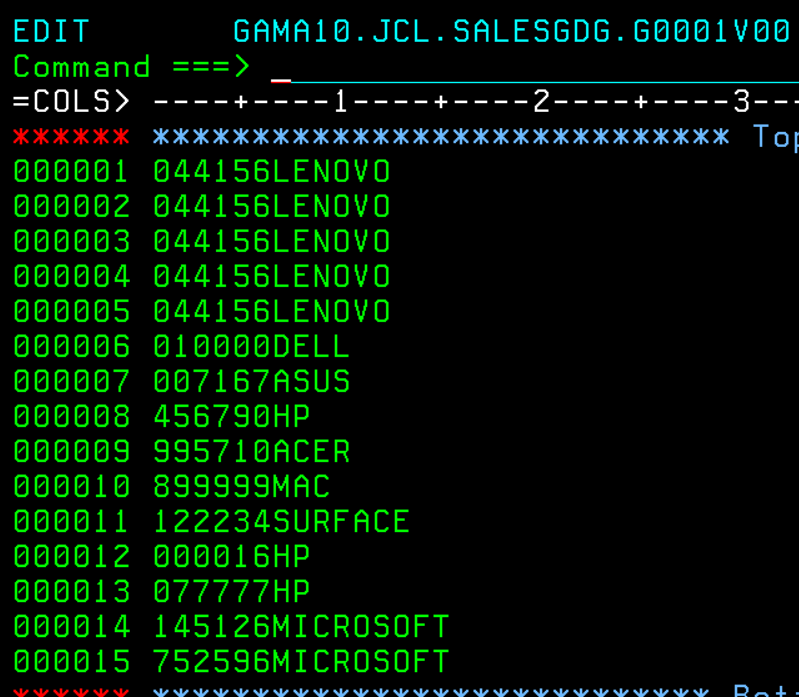 EDIT GAMA10.JCL.SALESGDG.G0001V00
Command ===> _
=COLS> ----+----1----+----2----+----3---
****** ***************************** Top
000001 044156LENOVO
000002 044156LENOVO
000003 044156LENOVO
000004 044156LENOVO
000005 044156LENOVO
000006 010000DELL
000007 007167ASUS
000008 456790HP
000009 995710ACER
000010 899999MAC
000011 122234SURFACE
000012 000016HP
000013 077777HP
000014 145126MICROSOFT
000015 752596MICROSOFT
****** **************************** Bot